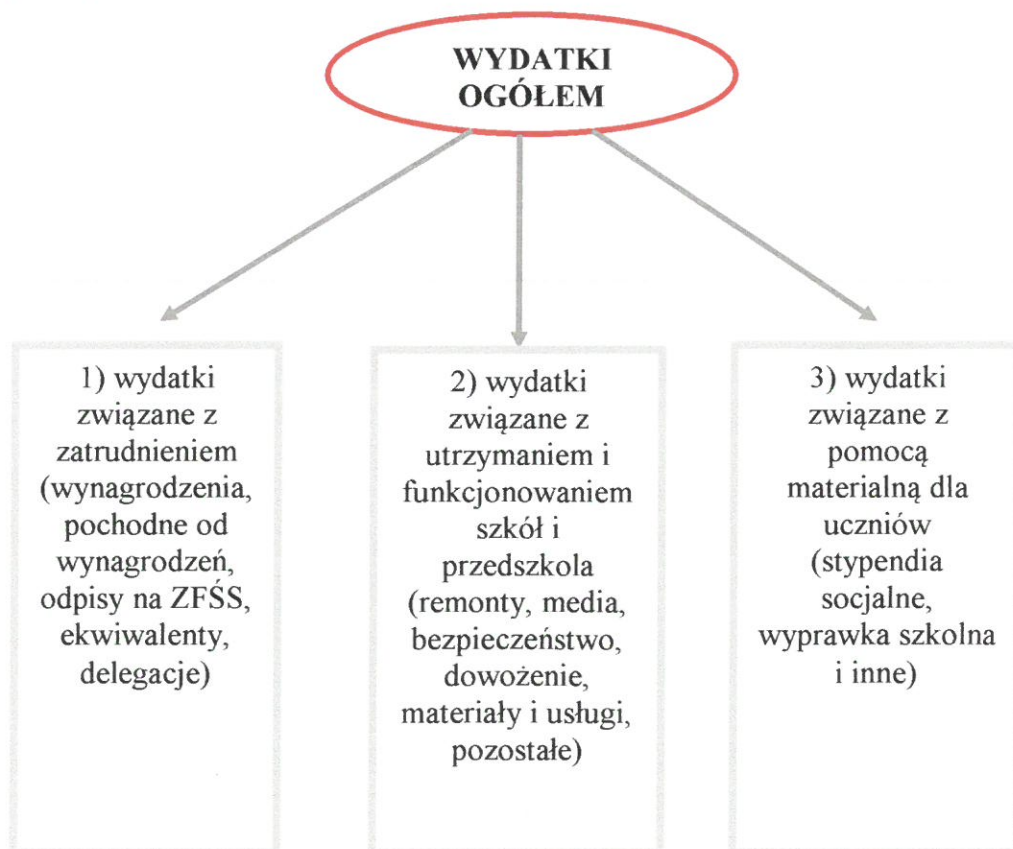 WYDATKI
OGÓŁEM
1) wydatki
związane z
zatrudnieniem
(wynagrodzenia,
pochodne od
wynagrodzeń,
odpisy na ZFŚS,
ekwiwalenty,
delegacje)
2) wydatki
związane z
utrzymaniem i
funkcjonowaniem
szkół i
przedszkola
(remonty, media,
bezpieczeństwo,
dowożenie,
materiały i usługi,
pozostałe)
3) wydatki
związane z
pomocą
materialną dla
uczniów
(stypendia
socjalne,
wyprawka szkolna
i inne)